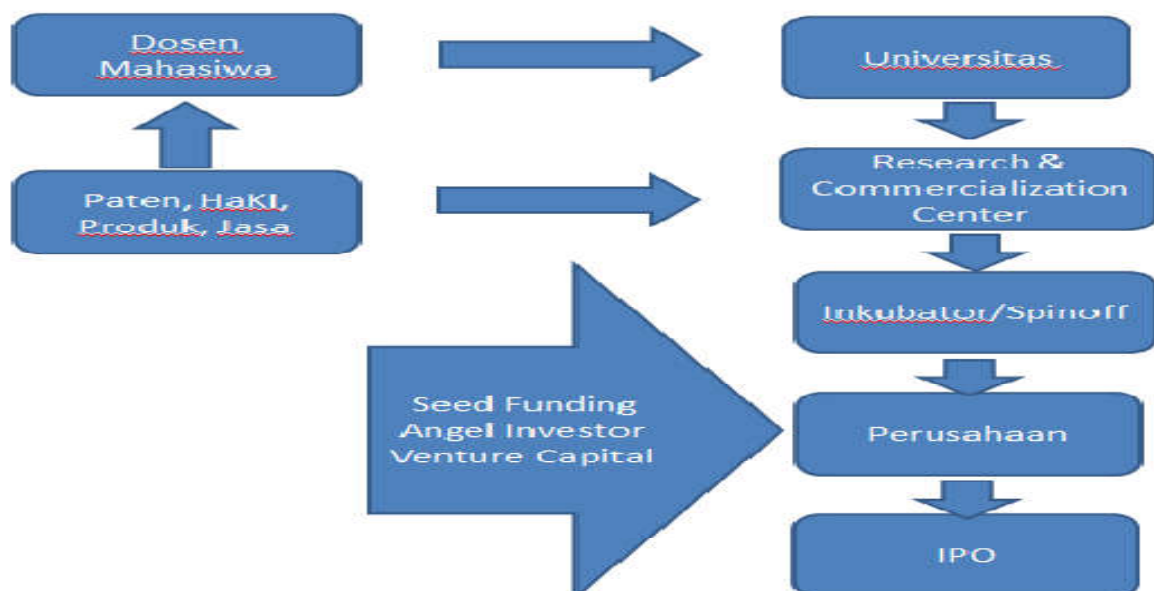 Dosen
Mahasiwa
Universitas
Paten, HaKI,
Produk, Jasa
Research &
Commercialization
Center
Inkubator/Spinoff
Seed Funding
Angel Investor
Venture Capital
Perusahaan
IPO